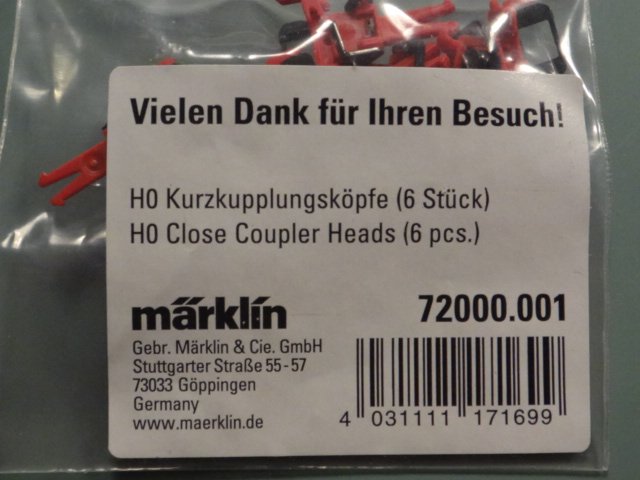 Vielen Dank für Ihren Besuch!
H0 Kurzkupplungsköpfe (6 Stück)
H0 Close Coupler Heads (6 pcs.)
märklin
72000.001
Gebr. Märklin & Cie. GmbH
Stuttgarter Straße 55-57
73033 Göppingen
Germany
www.maerklin.de
4 031111 171699